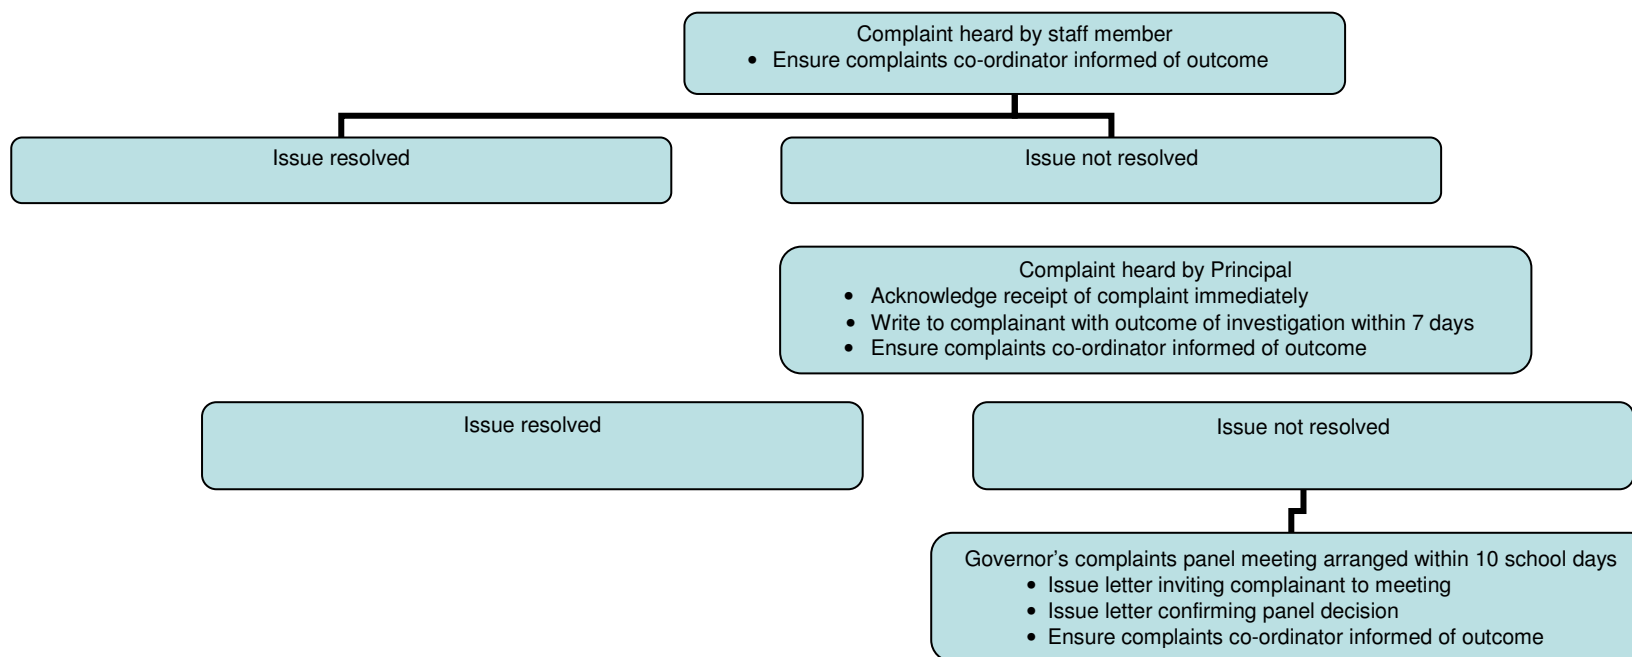 Complaint heard by staff member
• Ensure complaints co-ordinator informed of outcome
Issue resolved
Issue not resolved
Complaint heard by Principal
• Acknowledge receipt of complaint immediately
• Write to complainant with outcome of investigation within 7 days
• Ensure complaints co-ordinator informed of outcome
Issue resolved
Issue not resolved
Governor’s complaints panel meeting arranged within 10 school days
• Issue letter inviting complainant to meeting
• Issue letter confirming panel decision
• Ensure complaints co-ordinator informed of outcome